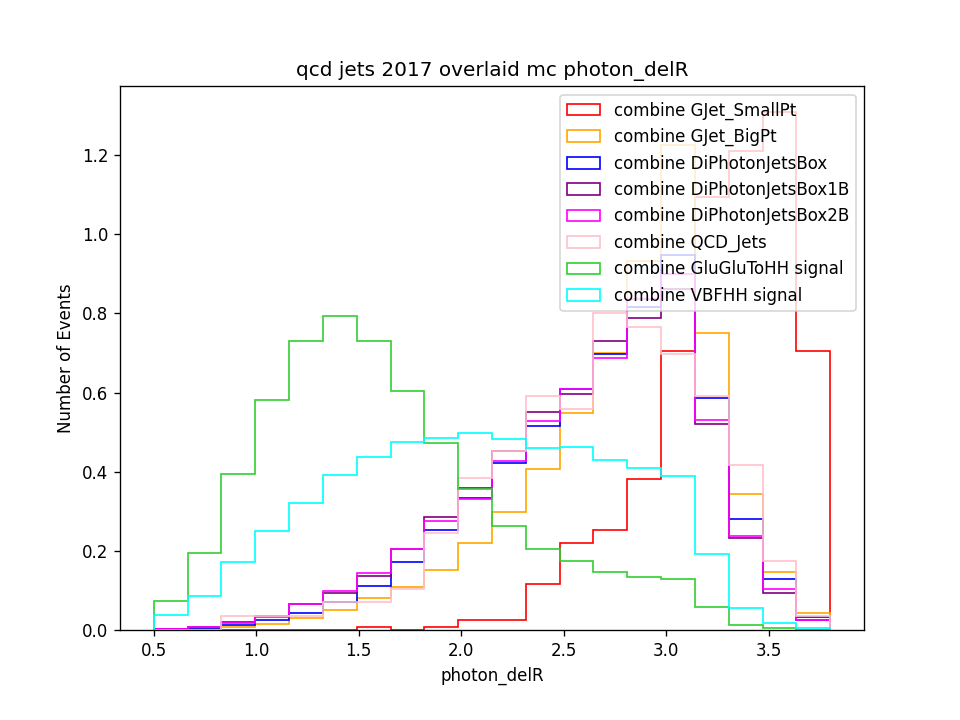 qcd jets 2017 overlaid mc photon_delR
combine GJet_SmallPt
combine GJet_BigPt
combine DiPhotonJetsBox
combine DiPhotonJetsBox1B
combine DiPhotonJetsBox2B
combine QCD_Jets
combine GluGluToHH signal
combine VBFHH signal
Number of Events
1.2
1.0
0.8
0.6
0.4
0.2
0.0
0.5 1.0 1.5 2.0 2.5 3.0 3.5
photon_delR